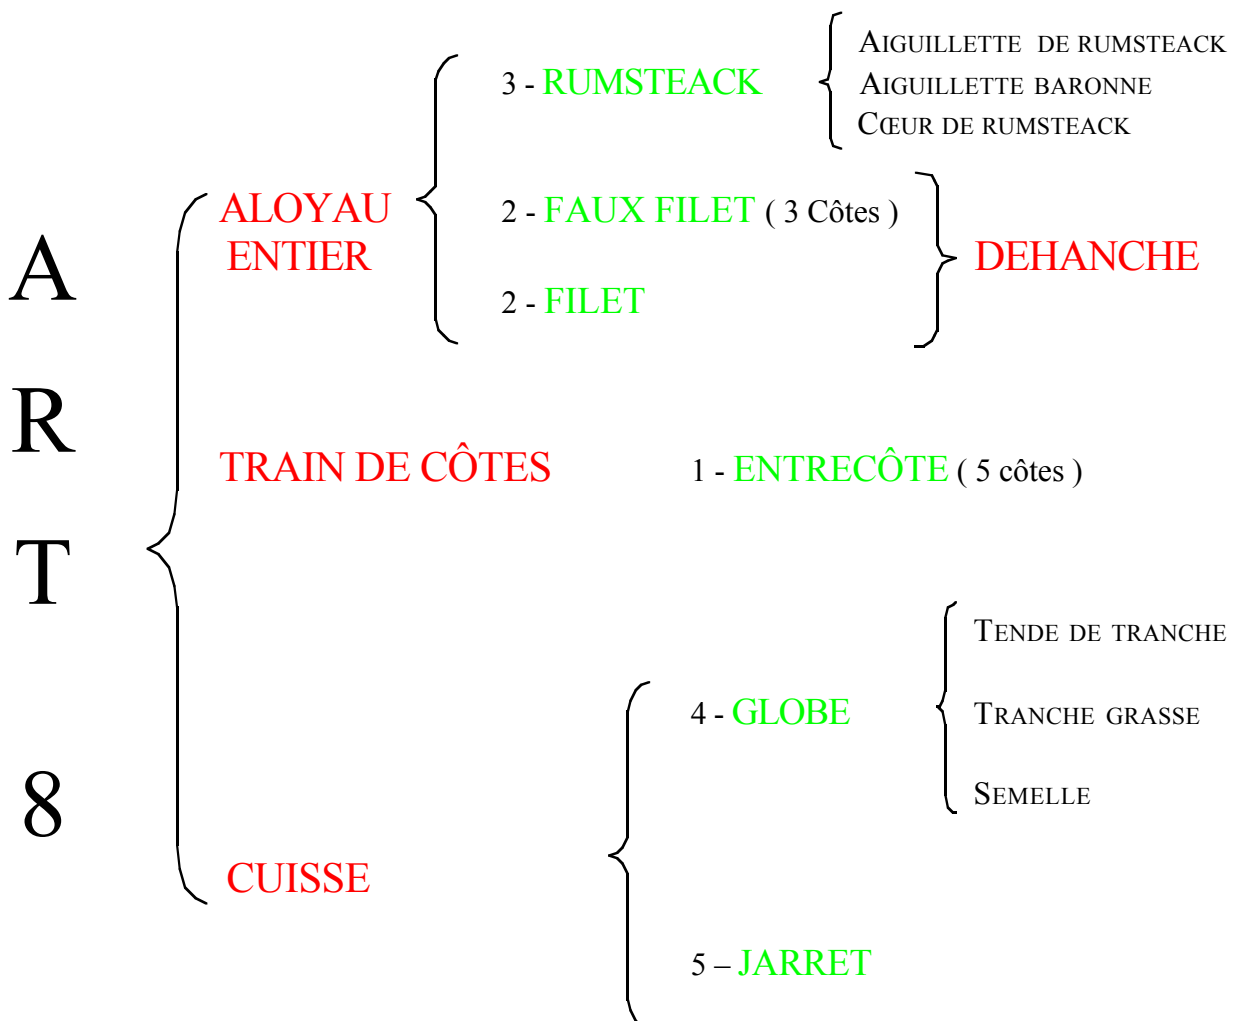 A
R
T
8
ALOYAU
ENTIER
3 - RUMSTEACK
AIGUILLETTE DE RUMSTEACK
AIGUILLETTE BARONNE
CŒUR DE RUMSTEACK
2 - FAUX FILET ( 3 Côtes )
2 - FILET
DEHANCHE
TRAIN DE CÔTES
1 - ENTRECÔTE ( 5 côtes )
CUISSE
4 - GLOBE
TENDE DE TRANCHE
TRANCHE GRASSE
SEMELLE
5 – JARRET